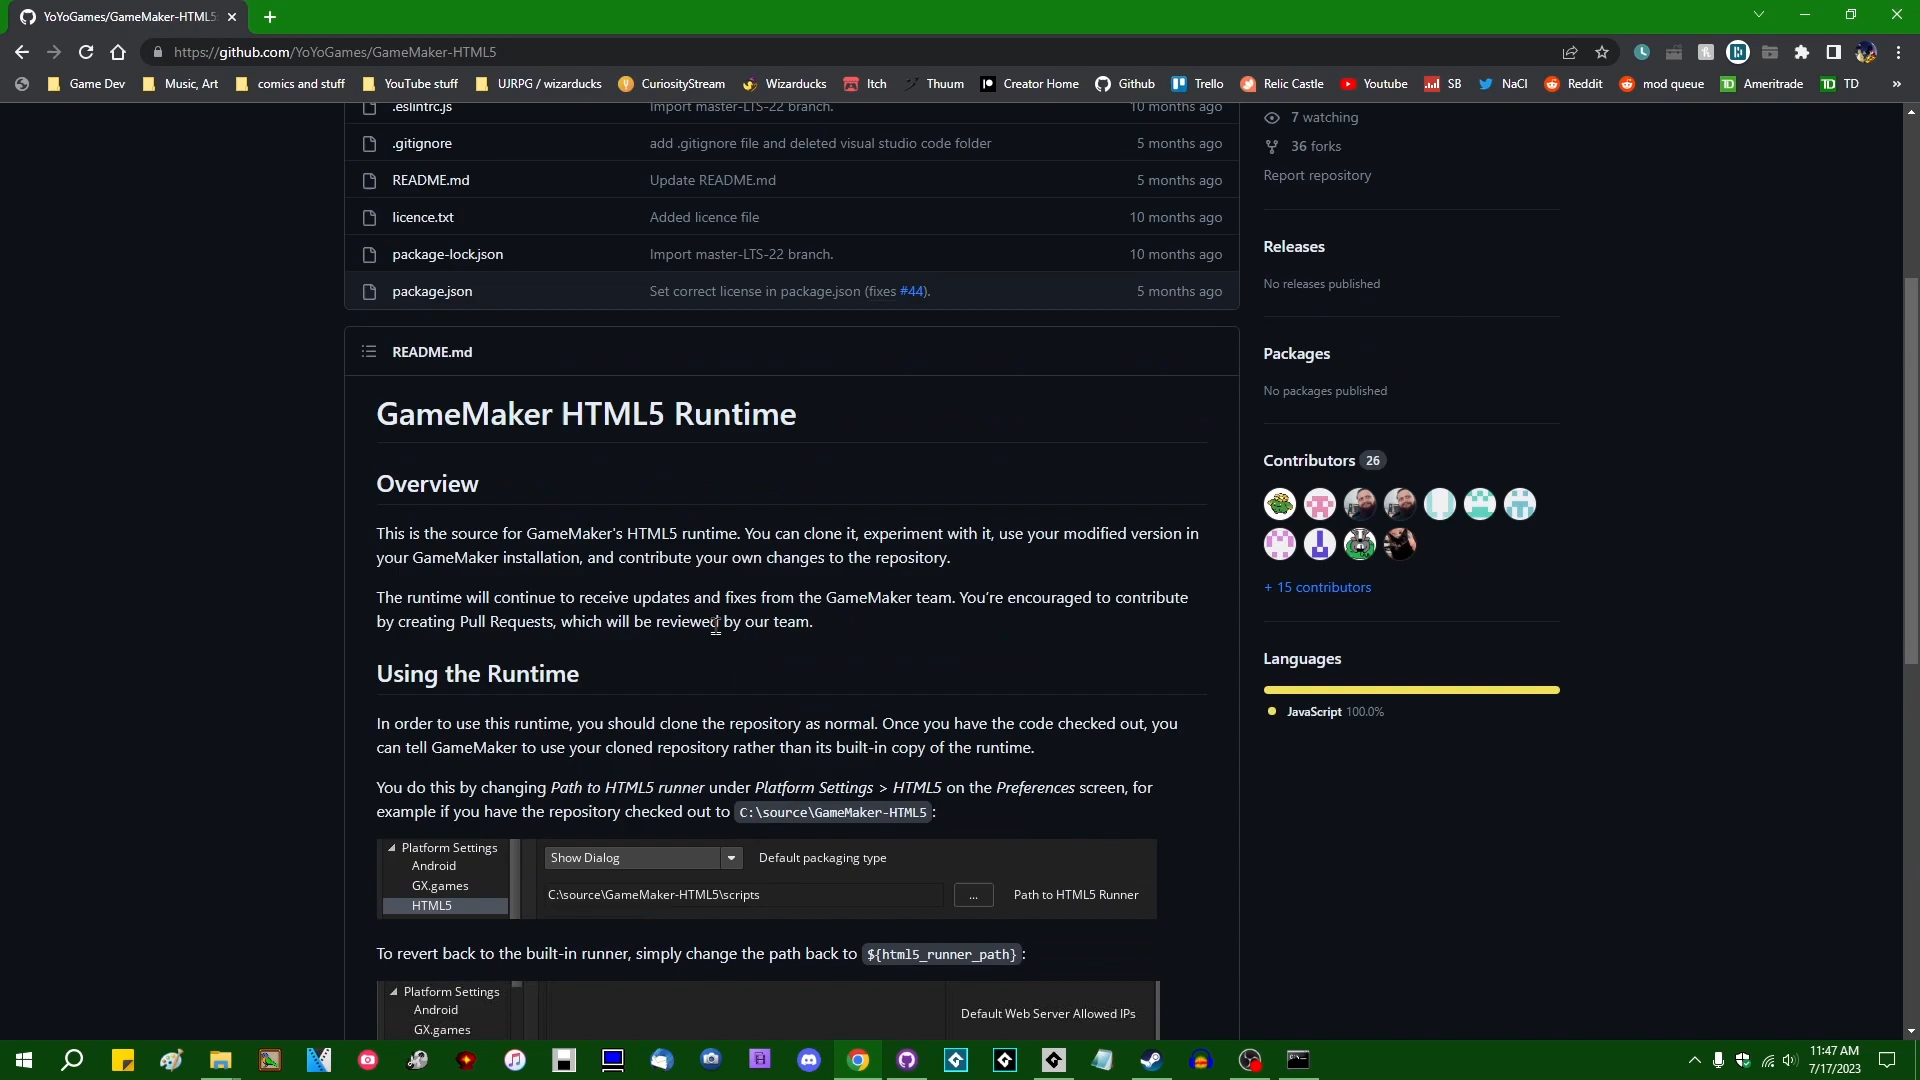 YoYoGames/GameMaker-HTML5:
https://github.com/YoYoGames/GameMaker-HTML5
Game Dev
Music, Art
comics and stuff
YouTube stuff
UJRPG / wizarducks
CuriosityStream
Wizarducks
Itch
Thuum
Creator Home
Github
Trello
Relic Castle
Youtube
SB
NaCl
Reddit
mod queue
Ameritrade
TD
.eslintrc.js Import master-LTS-22 branch. 10 months ago
.gitignore add .gitignore file and deleted visual studio code folder 5 months ago
README.md Update README.md 5 months ago
licence.txt Added licence file 10 months ago
package-lock.json Import master-LTS-22 branch. 10 months ago
package.json Set correct license in package.json (fixes #44). 5 months ago
README.md
GameMaker HTML5 Runtime
Overview
This is the source for GameMaker's HTML5 runtime. You can clone it, experiment with it, use your modified version in
your GameMaker installation, and contribute your own changes to the repository.
The runtime will continue to receive updates and fixes from the GameMaker team. You're encouraged to contribute
by creating Pull Requests, which will be reviewed by our team.
Using the Runtime
In order to use this runtime, you should clone the repository as normal. Once you have the code checked out, you
can tell GameMaker to use your cloned repository rather than its built-in copy of the runtime.
You do this by changing Path to HTML5 runner under Platform Settings > HTML5 on the Preferences screen, for
example if you have the repository checked out to C:\source\GameMaker-HTML5:
Platform Settings
Android
GX.games
HTML5
Show Dialog
Default packaging type
C:\source\GameMaker-HTML5\scripts
...
Path to HTML5 Runner
To revert back to the built-in runner, simply change the path back to ${html5_runner_path}:
Platform Settings
Android
GX.games
Default Web Server Allowed IPs
7 watching
36 forks
Report repository
Releases
No releases published
Packages
No packages published
Contributors 26
+ 15 contributors
Languages
JavaScript 100.0%
11:47 AM
7/17/2023